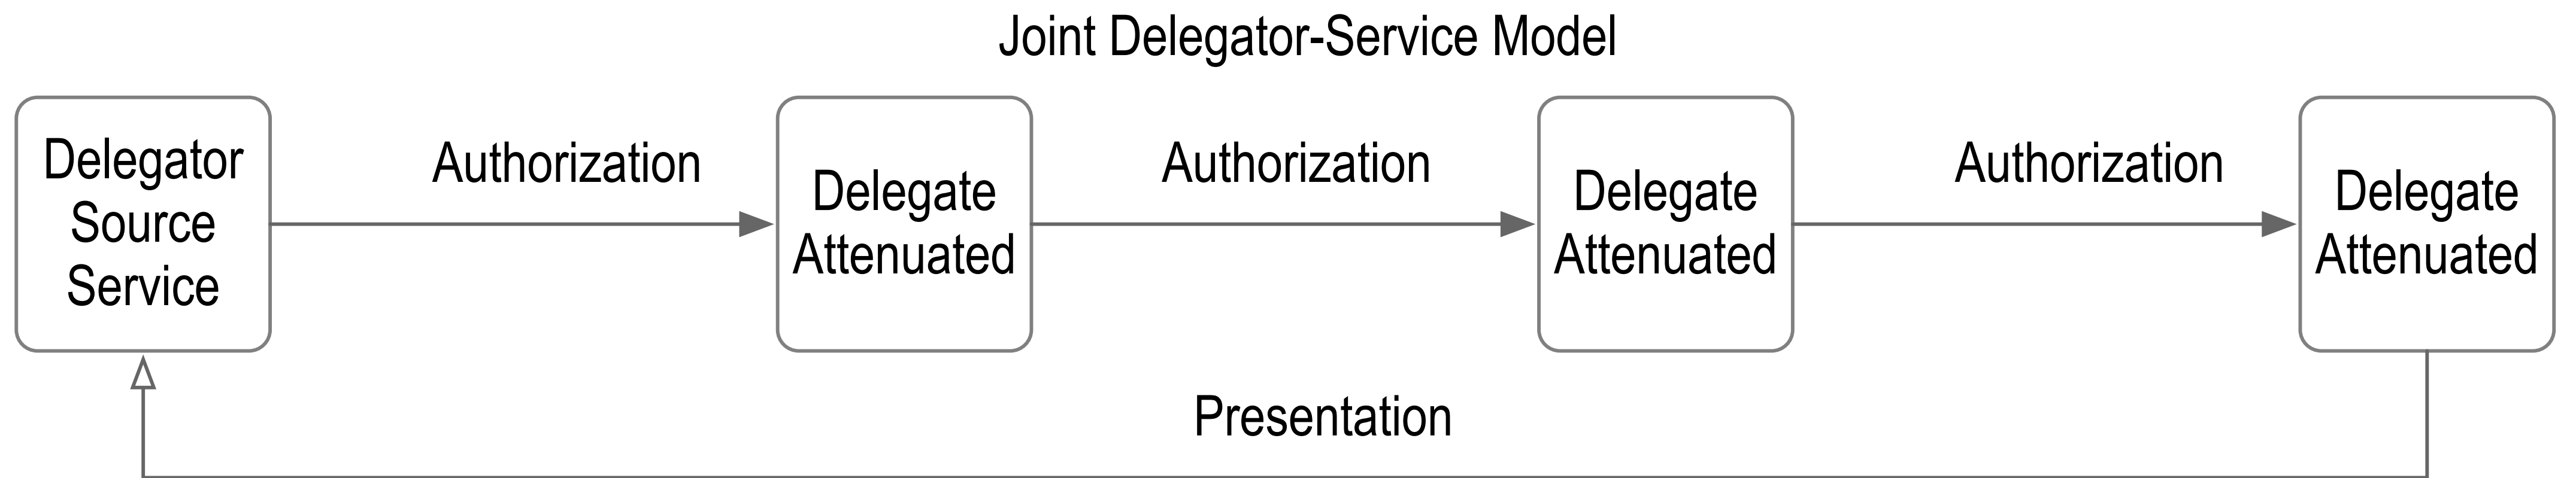 Joint Delegator-Service Model
Delegator
Source
Service
Authorization
Delegate
Attenuated
Authorization
Delegate
Attenuated
Authorization
Delegate
Attenuated
Presentation